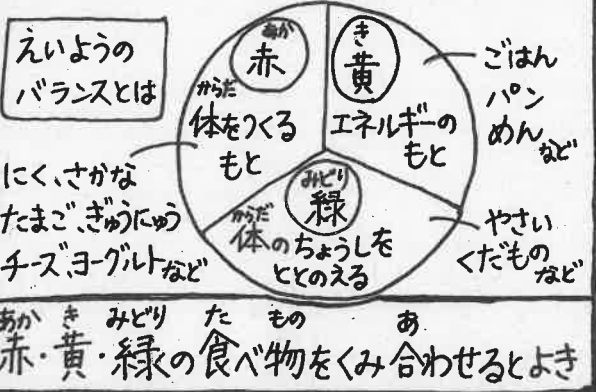 えいようの
バランスとは
あか
赤
からだ
体をつくる
もと
き
黄
エネルギーの
もと
ごはん
パン
めんなど
にく、さかな
たまご、ぎゅうにゅう
チーズ、ヨーグルトなど
みどり
緑
からだ
体のちょうしを
ととのえる
やさい
くだもの
など
あか き みどり た もの あ
赤・黄・緑の食べ物をくみ合わせるとよき